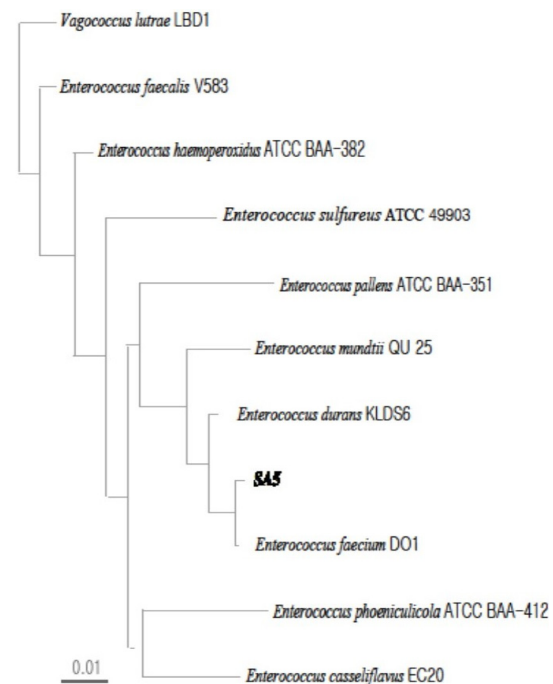 Vagococcus lutrae LBD1
Enterococcus faecalis V583
Enterococcus haemoperoxidus ATCC BAA-382
Enterococcus sulfureus ATCC 49903
Enterococcus pallens ATCC BAA-351
Enterococcus mundtii QU 25
Enterococcus durans KLDS6
SA5
Enterococcus faecium DO1
Enterococcus phoeniculicola ATCC BAA-412
Enterococcus casseliflavus EC20
0.01